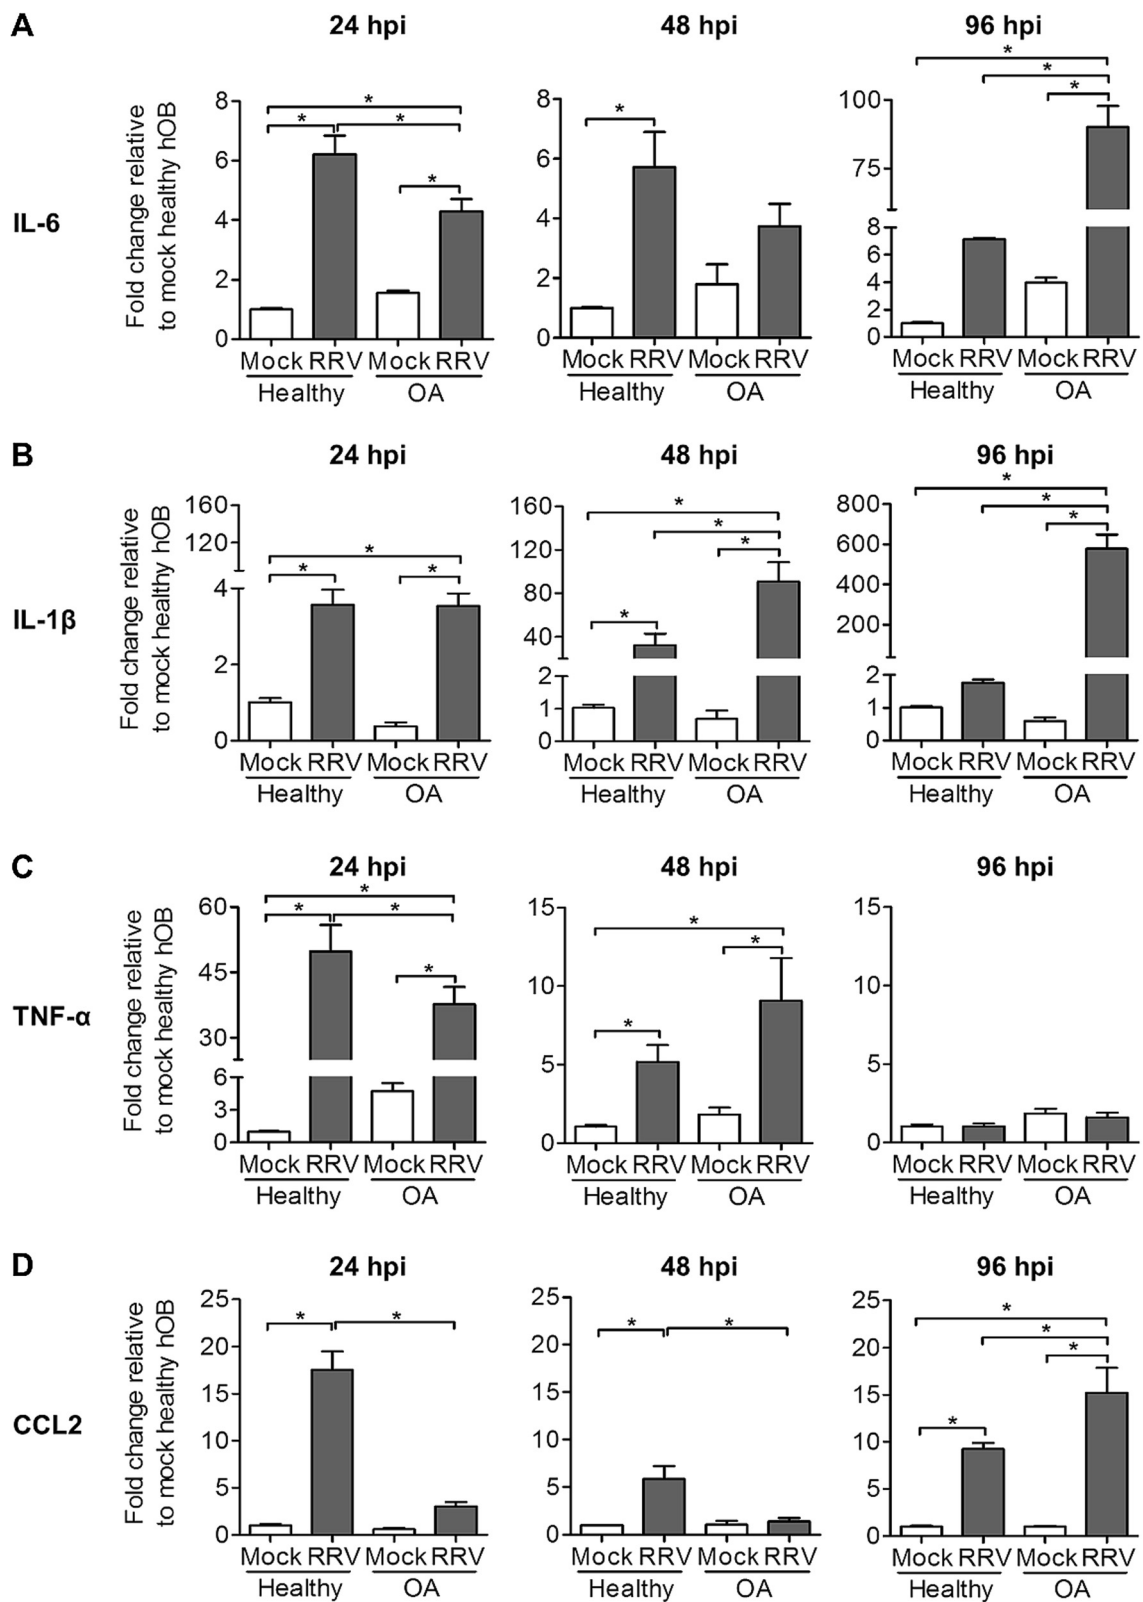 A
24 hpi
48 hpi
96 hpi
IL-6
Fold change relative
to mock healthy hOB
8
6
4
2
0
* * * *
Mock RRV Mock RRV
Healthy OA
8
6
4
2
0
*
Mock RRV Mock RRV
Healthy OA
100
75
8
6
4
2
0
* * *
Mock RRV Mock RRV
Healthy OA
B
24 hpi
48 hpi
96 hpi
IL-1β
Fold change relative
to mock healthy hOB
160
120
4
2
0
* * *
Mock RRV Mock RRV
Healthy OA
160
120
80
40
2
1
0
* * * *
Mock RRV Mock RRV
Healthy OA
800
600
400
200
2
1
0
* * *
Mock RRV Mock RRV
Healthy OA
C
24 hpi
48 hpi
96 hpi
TNF-α
Fold change relative
to mock healthy hOB
60
45
30
6
3
0
* * * *
Mock RRV Mock RRV
Healthy OA
15
10
5
0
* * *
Mock RRV Mock RRV
Healthy OA
15
10
5
0
Mock RRV Mock RRV
Healthy OA
D
24 hpi
48 hpi
96 hpi
CCL2
Fold change relative
to mock healthy hOB
25
20
15
10
5
0
* *
Mock RRV Mock RRV
Healthy OA
25
20
15
10
5
0
* *
Mock RRV Mock RRV
Healthy OA
25
20
15
10
5
0
* * * *
Mock RRV Mock RRV
Healthy OA